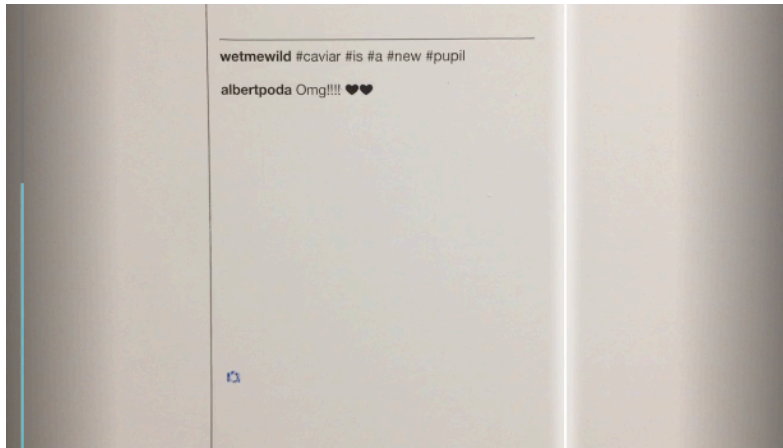 wetmewild #caviar #is #a #new #pupil
albertpoda Omg!!!! 🖤🖤